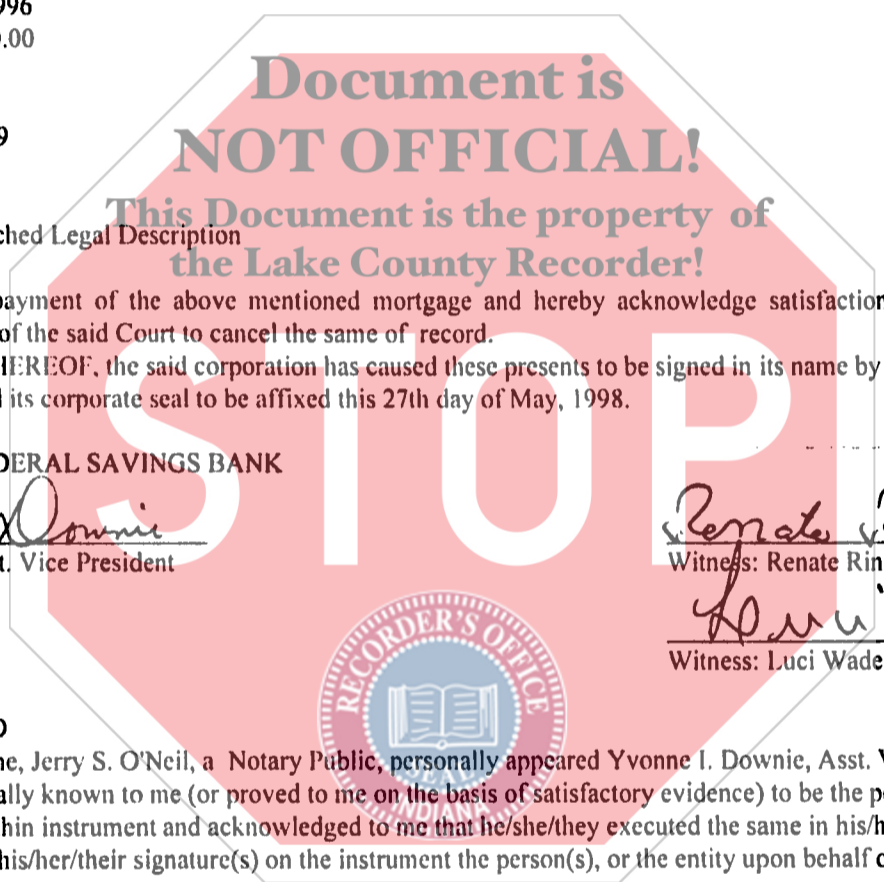 996
0.00
Document is
NOT OFFICIAL!
9
This Document is the property of
ched Legal Description
the Lake County Recorder!
payment of the above mentioned mortgage and hereby acknowledge satisfaction
of the said Court to cancel the same of record.
HEREOF, the said corporation has caused these presents to be signed in its name by
l its corporate seal to be affixed this 27th day of May, 1998.
STOP
DERAL SAVINGS BANK
Downie
Renate
t. Vice President
Witness: Renate Rin
Witness: Luci Wade
RECORDER'S OFFICE
SEAL
INDIANA
O
ne, Jerry S. O'Neil, a Notary Public, personally appeared Yvonne I. Downie, Asst. V
ally known to me (or proved to me on the basis of satisfactory evidence) to be the p
hin instrument and acknowledged to me that he/she/they executed the same in his/h
his/her/their signature(s) on the instrument the person(s), or the entity upon behalf o